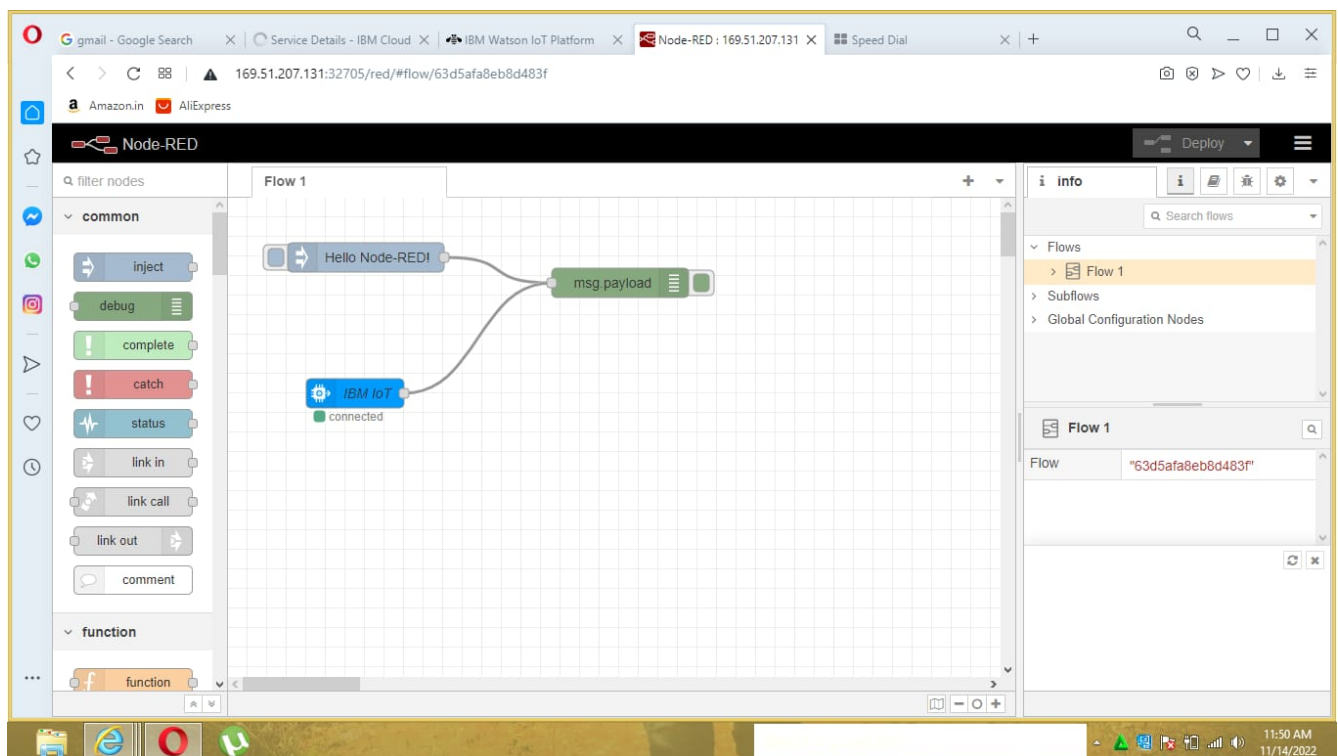 gmail - Google Search
Service Details - IBM Cloud
IBM Watson IoT Platform
Node-RED : 169.51.207.131
Speed Dial
169.51.207.131:32705/red/#flow/63d5afa8eb8d483f
Amazon.in AliExpress
Node-RED
Deploy
filter nodes
Flow 1
i info
i
common
Search flows
Flows
Flow 1
Subflows
Global Configuration Nodes
inject
debug
complete
catch
status
link in
link call
link out
comment
function
function
Hello Node-RED!
msg.payload
IBM IoT
connected
Flow 1
Flow "63d5afa8eb8d483f"
11:50 AM
11/14/2022